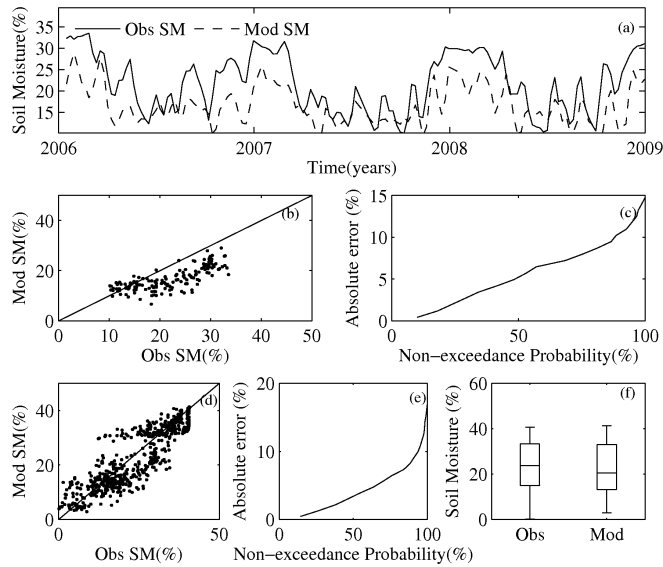 Obs SM Mod SM (a)
Soil Moisture(%)
35
30
25
20
15
2006 2007 2008 2009
Time(years)
(b)
Mod SM(%)
40
20
0
0 10 20 30 40 50
Obs SM(%)
(c)
Absolute error (%)
15
10
5
0
0 50 100
Non−exceedance Probability(%)
(d)
Mod SM(%)
40
20
0
0 50
Obs SM(%)
(e)
Absolute error (%)
20
10
0
0 50 100
Non−exceedance Probability(%)
(f)
Soil Moisture (%)
60
40
20
0
Obs Mod